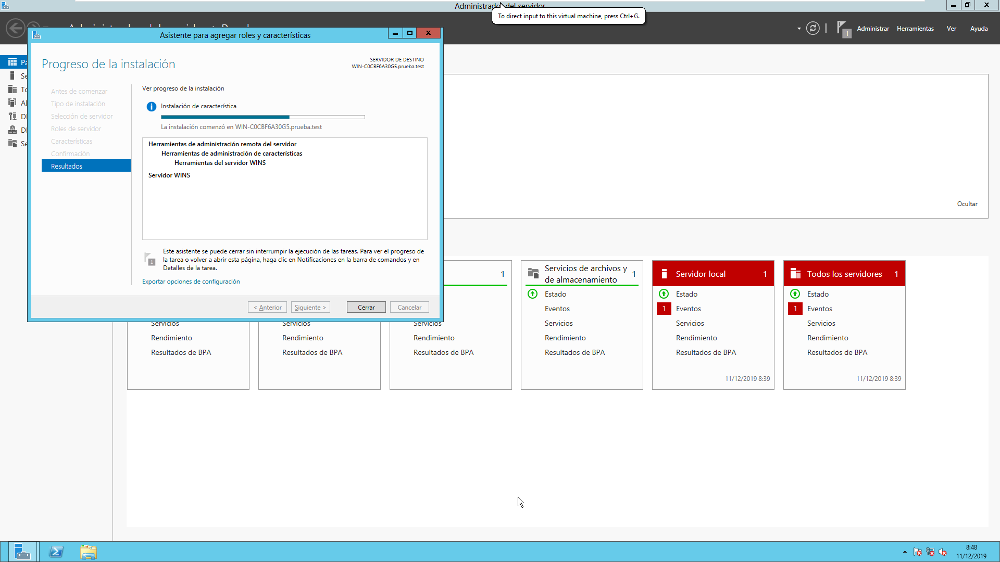 Administrador del servidor
To direct input to this virtual machine, press Ctrl+G.
1
Administrar
Herramientas
Ver
Ayuda
Asistente para agregar roles y características
Progreso de la instalación
SERVIDOR DE DESTINO
WIN-C0CBF6A30G5.prueba.test
Antes de comenzar
Tipo de instalación
Selección de servidor
Roles de servidor
Características
Confirmación
Resultados
Ver progreso de la instalación
Instalación de característica
La instalación comenzó en WIN-C0CBF6A30G5.prueba.test
Herramientas de administración remota del servidor
Herramientas de administración de características
Herramientas del servidor WINS
Servidor WINS
1
Este asistente se puede cerrar sin interrumpir la ejecución de las tareas. Para ver el progreso de
la tarea o volver a abrir esta página, haga clic en Notificaciones en la barra de comandos y en
Detalles de la tarea.
Exportar opciones de configuración
< Anterior
Siguiente >
Cerrar
Cancelar
Ocultar
Servicios
Rendimiento
Resultados de BPA
Servicios
Rendimiento
Resultados de BPA
1
Servicios
Rendimiento
Resultados de BPA
Servicios de archivos y
de almacenamiento
1
Estado
Eventos
Servicios
Rendimiento
Resultados de BPA
Servidor local
1
Estado
1
Eventos
Servicios
Rendimiento
Resultados de BPA
11/12/2019 8:39
Todos los servidores
1
Estado
1
Eventos
Servicios
Rendimiento
Resultados de BPA
11/12/2019 8:39
8:48
11/12/2019